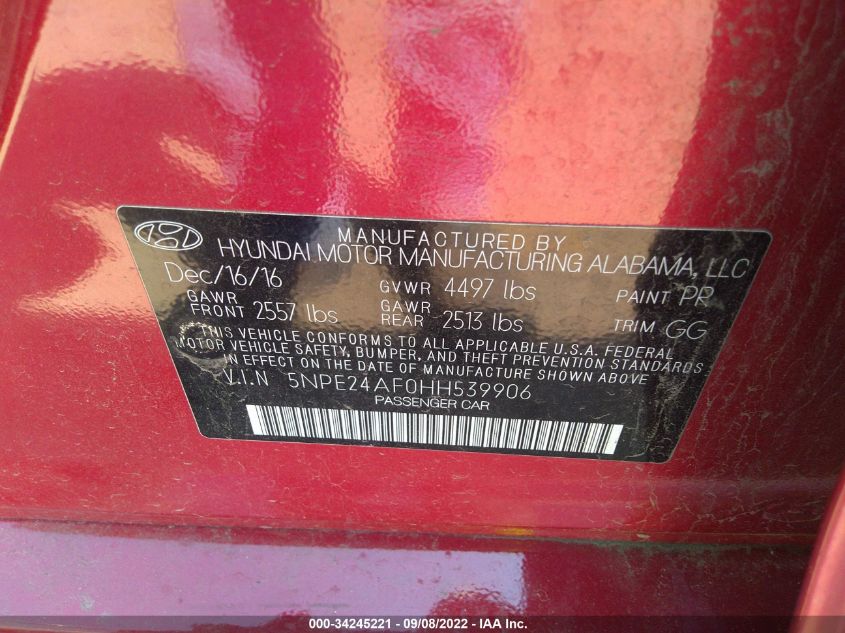 MANUFACTURED BY
HYUNDAI MOTOR MANUFACTURING ALABAMA, LLC
Dec/16/16 GVWR 4497 lbs PAINT PR
GAWR FRONT 2557 lbs GAWR REAR 2513 lbs TRIM GG
THIS VEHICLE CONFORMS TO ALL APPLICABLE U.S.A. FEDERAL
MOTOR VEHICLE SAFETY, BUMPER, AND THEFT PREVENTION STANDARDS
IN EFFECT ON THE DATE OF MANUFACTURE SHOWN ABOVE
V.I.N 5NPE24AF0HH539906
PASSENGER CAR
000-34245221 - 09/08/2022 - IAA Inc.